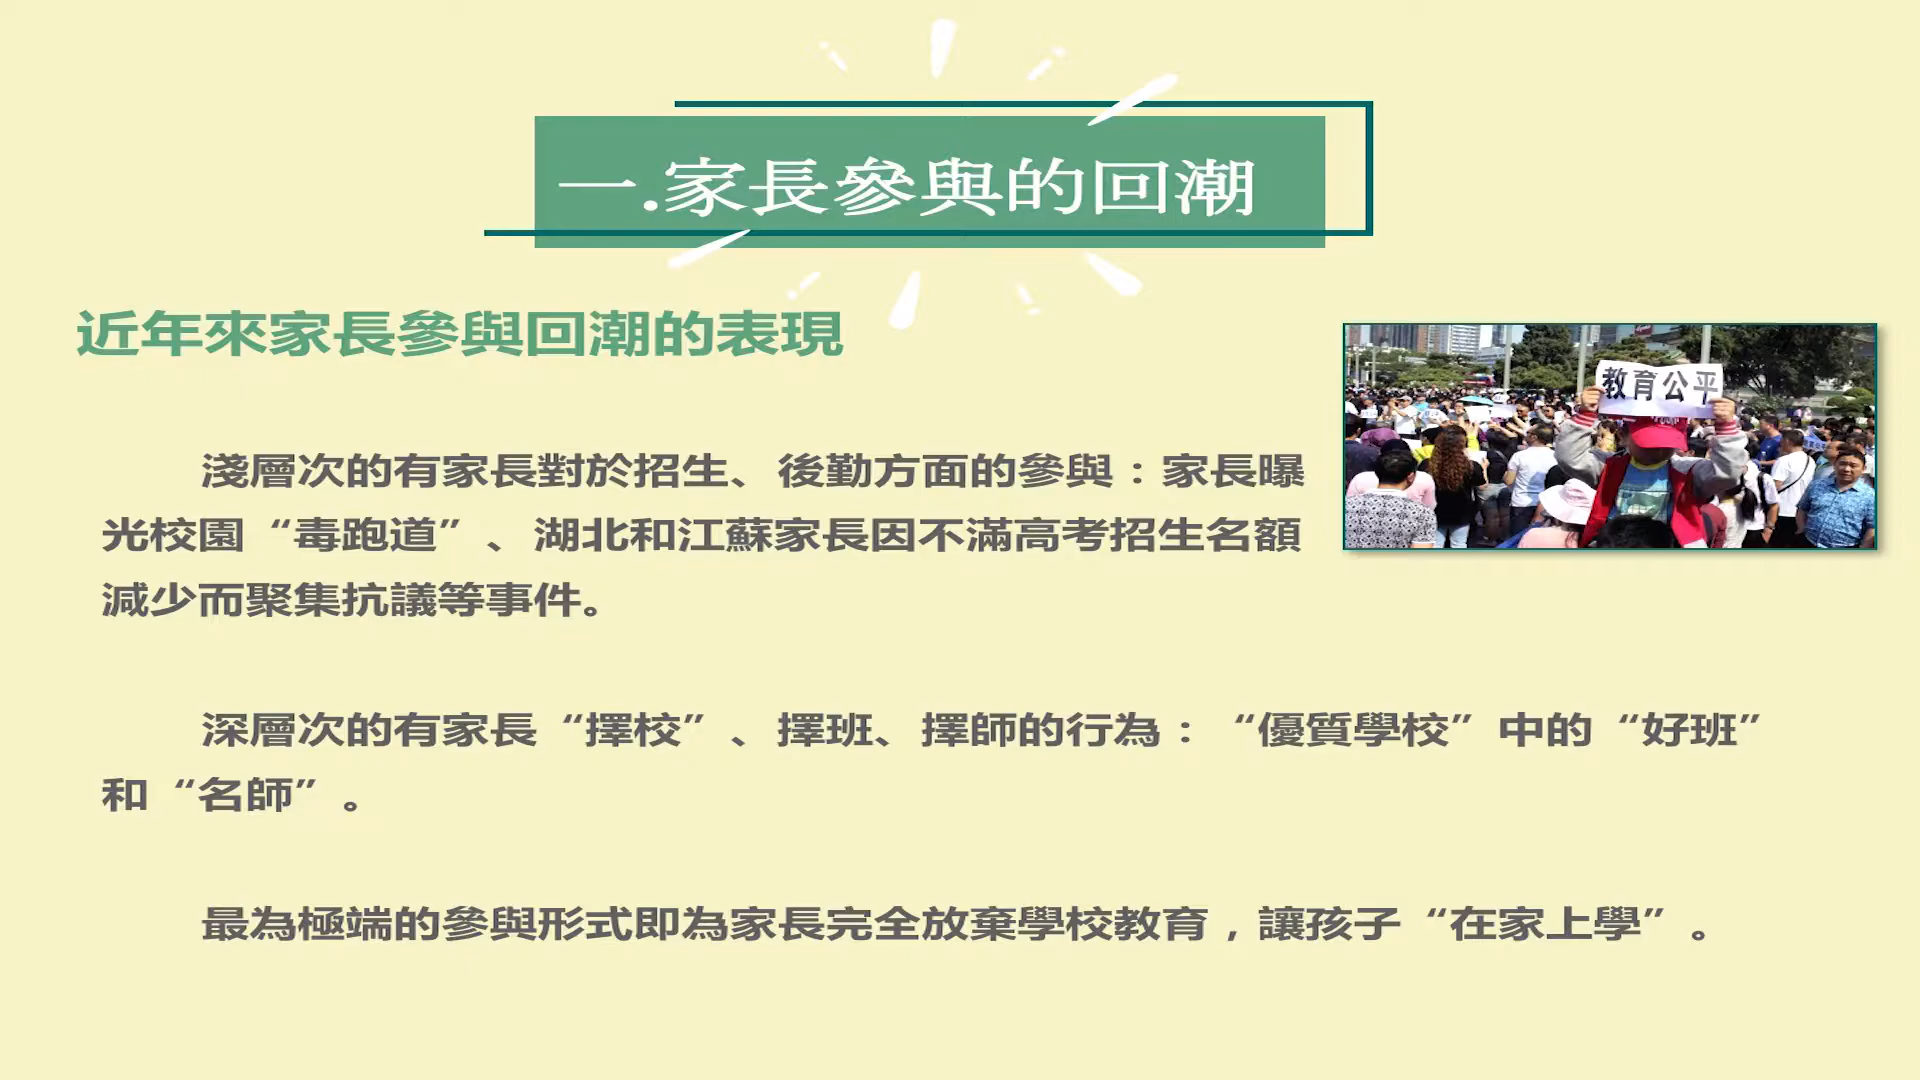 一.家長參與的回潮
近年來家長參與回潮的表現
教育公平
淺層次的有家長對於招生、後勤方面的參與：家長曝
光校園“毒跑道”、湖北和江蘇家長因不滿高考招生名額
減少而聚集抗議等事件。
深層次的有家長“擇校”、擇班、擇師的行為：“優質學校”中的“好班”
和“名師”。
最為極端的參與形式即為家長完全放棄學校教育，讓孩子“在家上學”。